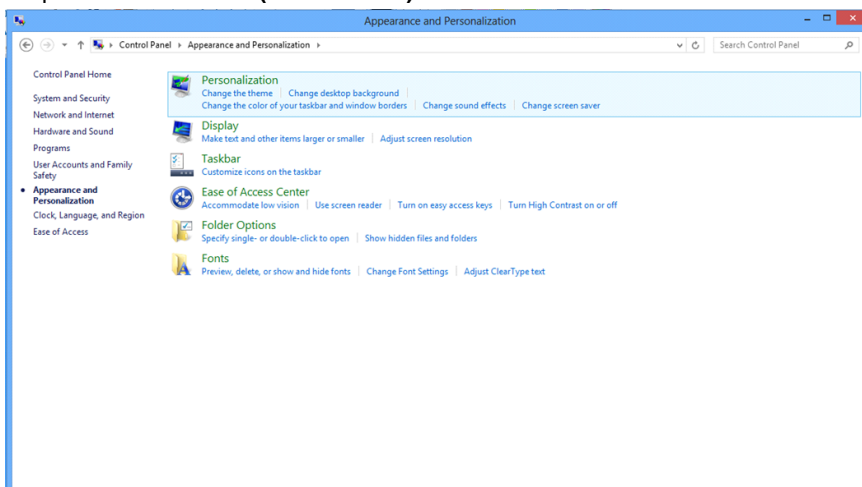 Appearance and Personalization
Control Panel ▸ Appearance and Personalization ▸
Search Control Panel
Control Panel Home
System and Security
Network and Internet
Hardware and Sound
Programs
User Accounts and Family
Safety
Appearance and
Personalization
Clock, Language, and Region
Ease of Access
Personalization
Change the theme | Change desktop background |
Change the color of your taskbar and window borders | Change sound effects | Change screen saver
Display
Make text and other items larger or smaller | Adjust screen resolution
Taskbar
Customize icons on the taskbar
Ease of Access Center
Accommodate low vision | Use screen reader | Turn on easy access keys | Turn High Contrast on or off
Folder Options
Specify single- or double-click to open | Show hidden files and folders
Fonts
Preview, delete, or show and hide fonts | Change Font Settings | Adjust ClearType text